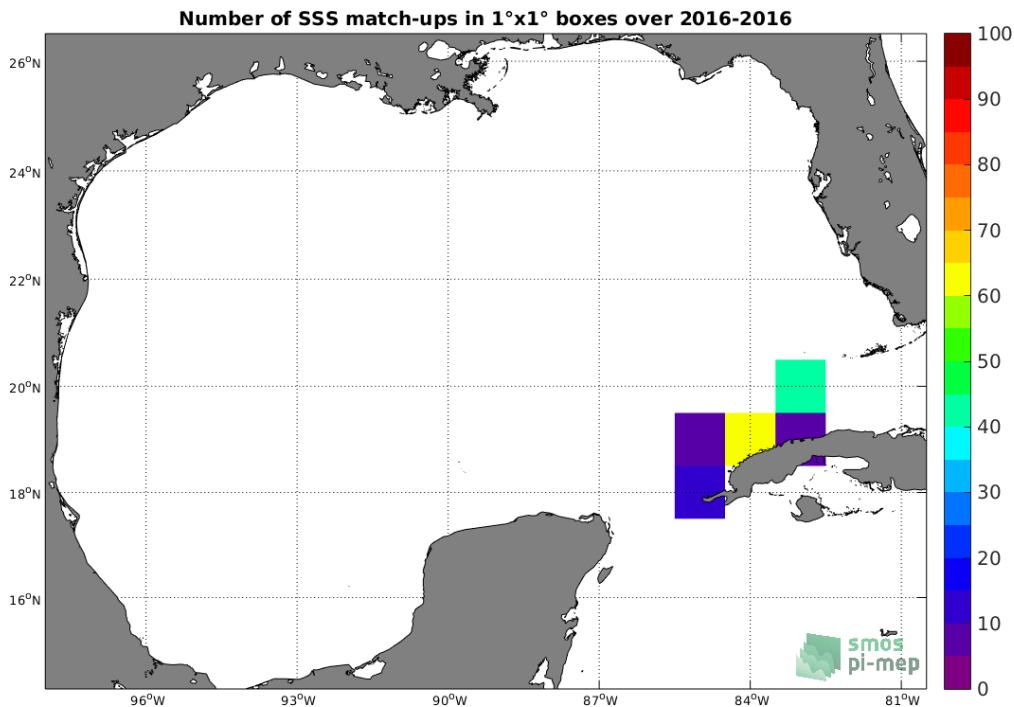 Number of SSS match-ups in 1°x1° boxes over 2016-2016
26°N
24°N
22°N
20°N
18°N
16°N
96°W
93°W
90°W
87°W
84°W
81°W
100
90
80
70
60
50
40
30
20
10
0
smos
pi-mep